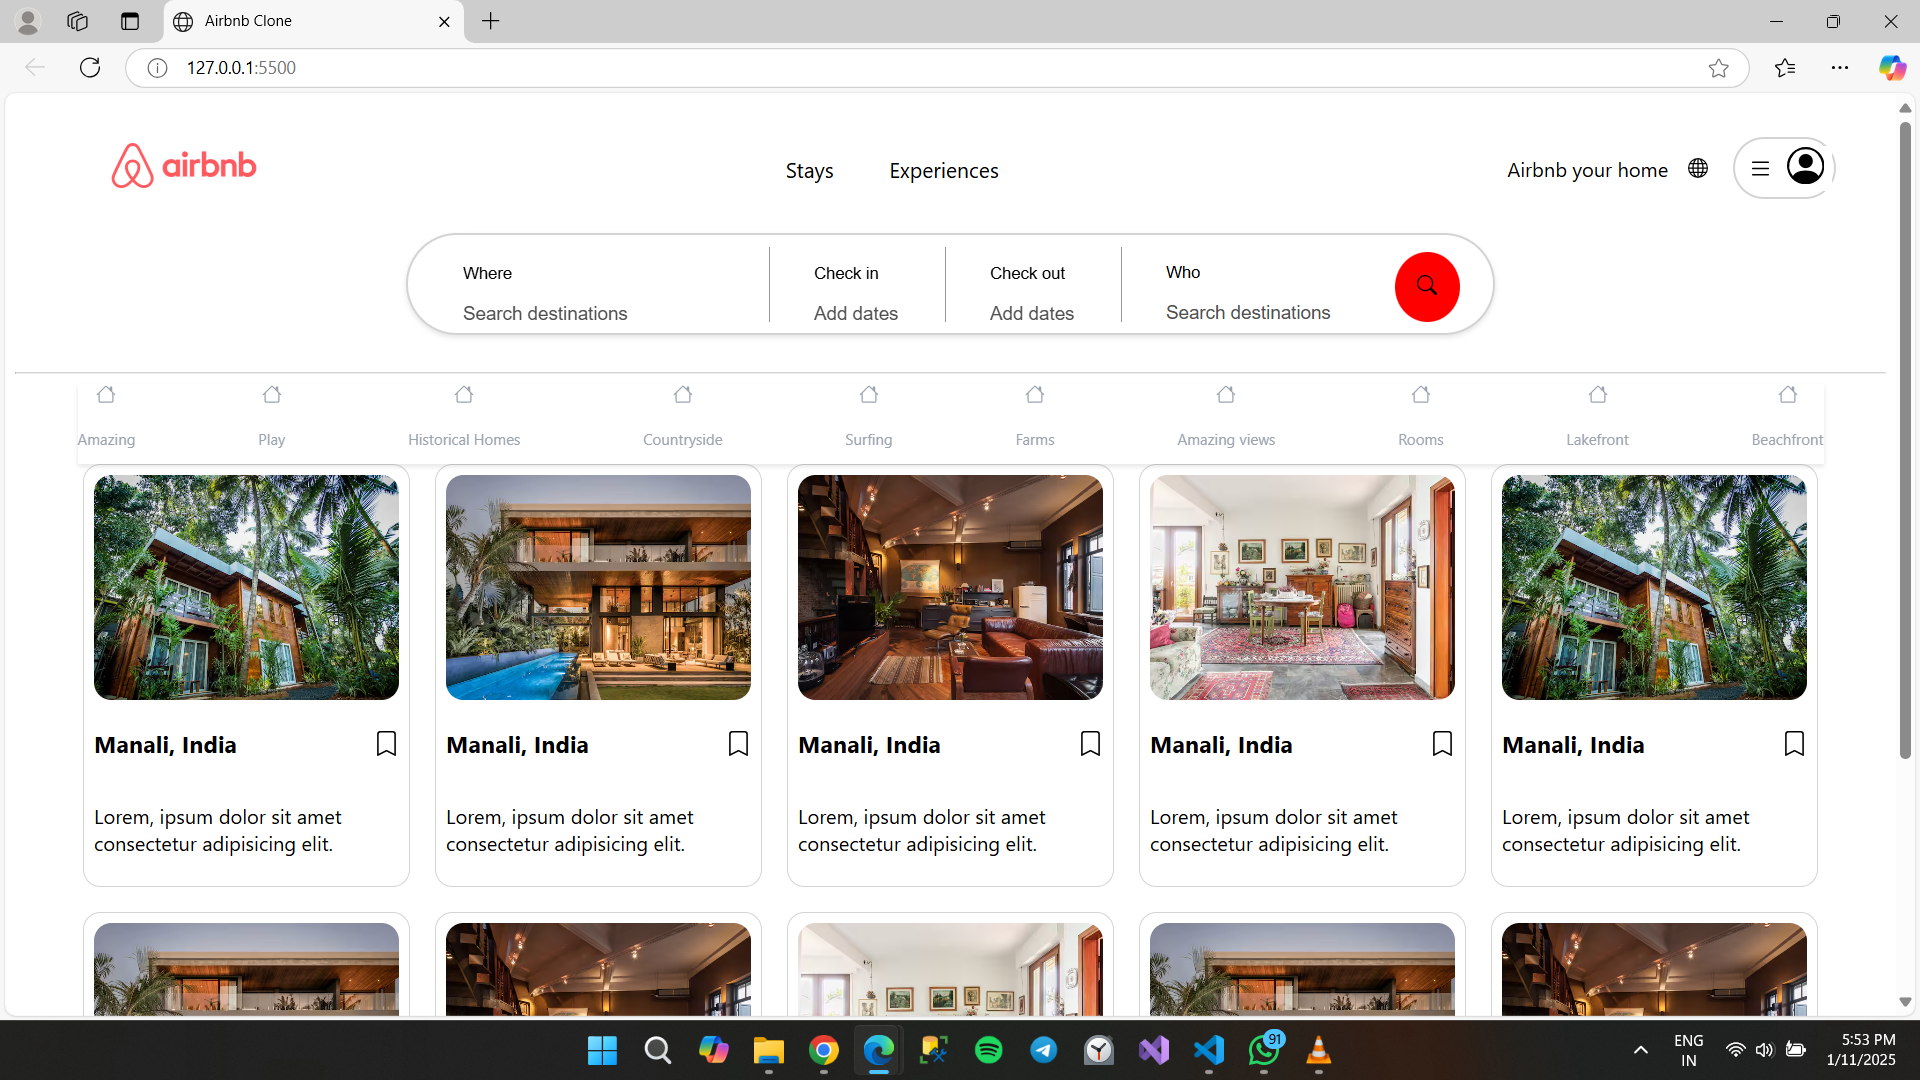 Airbnb Clone
127.0.0.1:5500
airbnb
Stays
Experiences
Airbnb your home
Where
Check in
Check out
Who
Search destinations
Add dates
Add dates
Search destinations
Amazing
Play
Historical Homes
Countryside
Surfing
Farms
Amazing views
Rooms
Lakefront
Beachfront
Manali, India
Manali, India
Manali, India
Manali, India
Manali, India
Lorem, ipsum dolor sit amet
consectetur adipisicing elit.
Lorem, ipsum dolor sit amet
consectetur adipisicing elit.
Lorem, ipsum dolor sit amet
consectetur adipisicing elit.
Lorem, ipsum dolor sit amet
consectetur adipisicing elit.
Lorem, ipsum dolor sit amet
consectetur adipisicing elit.
91
ENG
IN
5:53 PM
1/11/2025